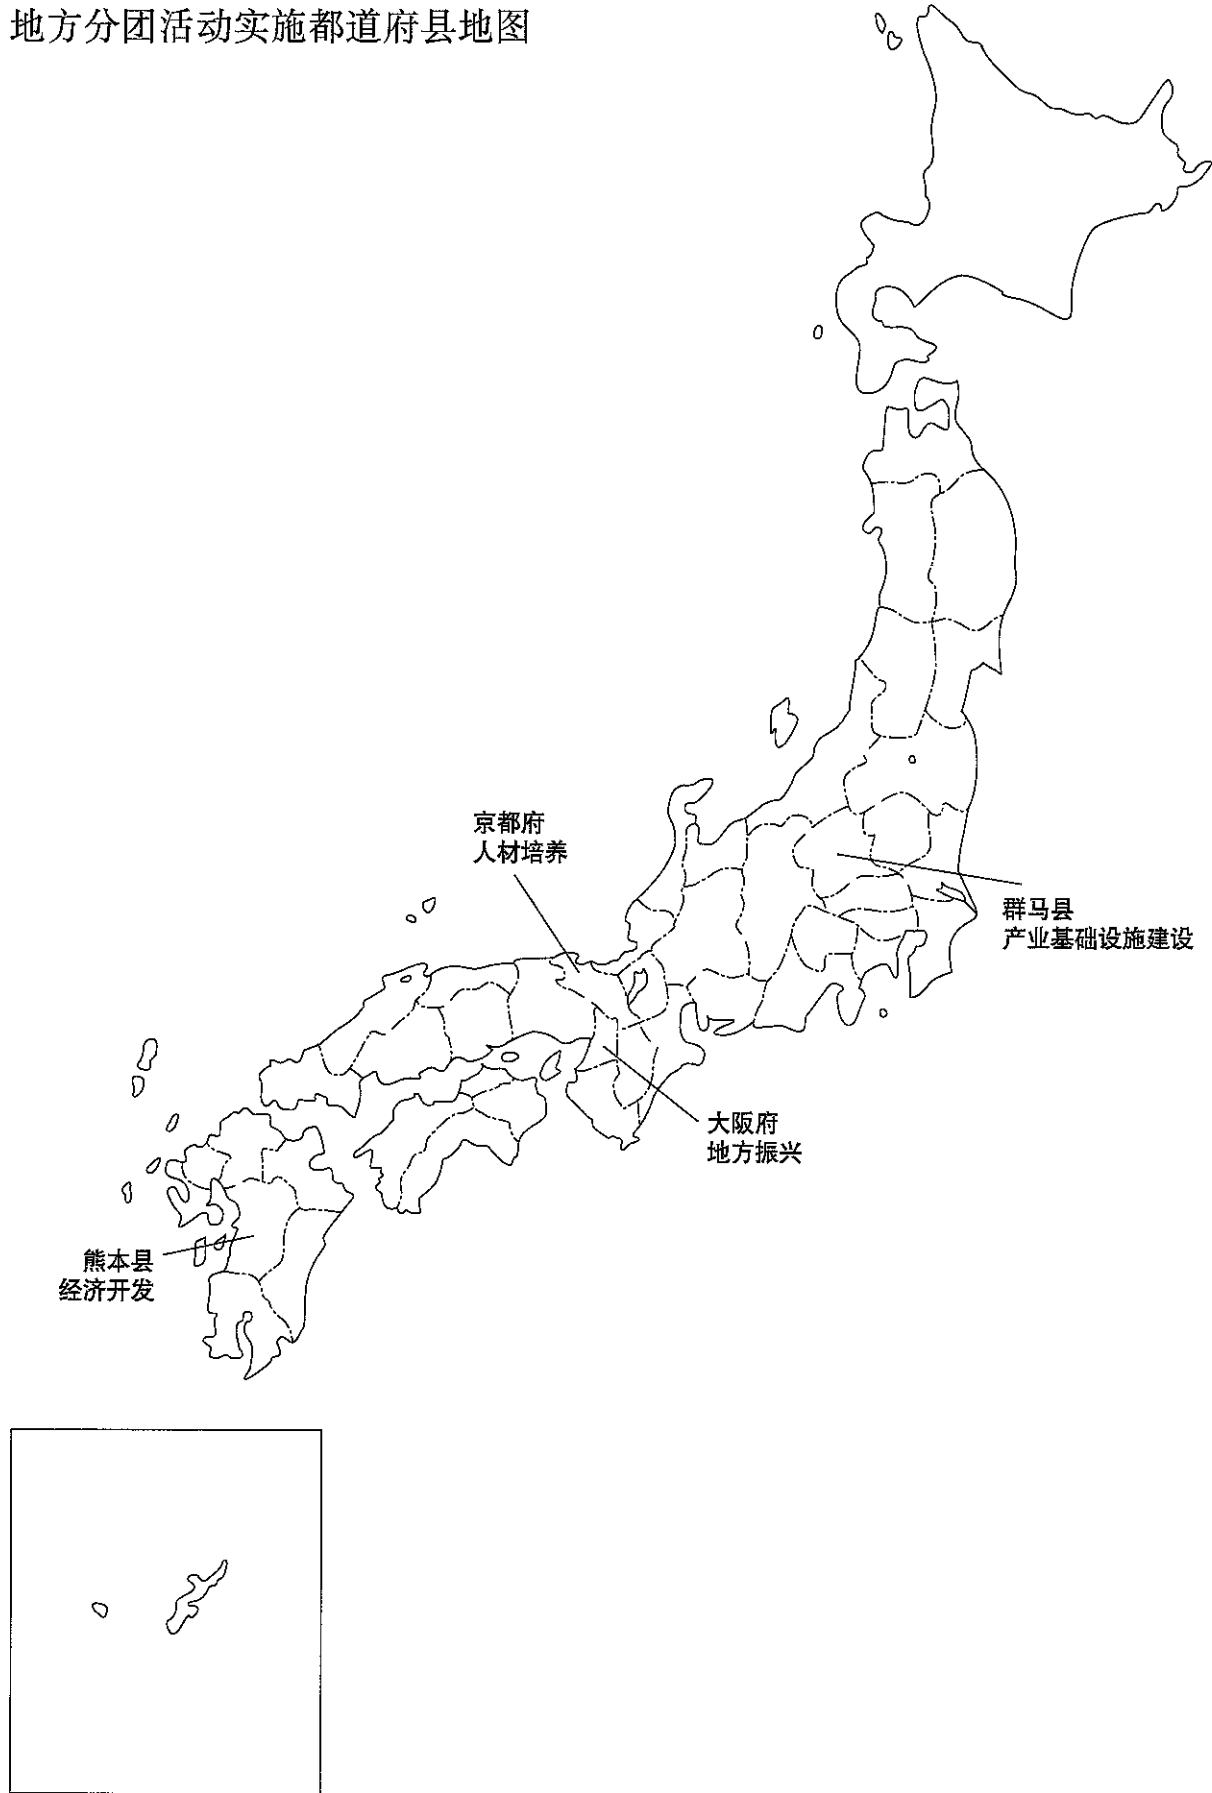 地方分团活动实施都道府县地图
京都府
人材培养
群马县
产业基础设施建设
大阪府
地方振兴
熊本县
经济开发